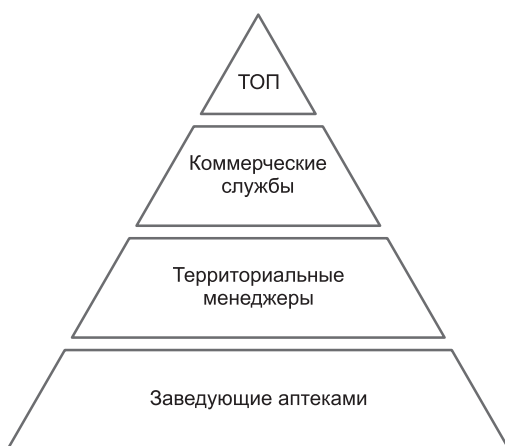 ТОП
Коммерческие
службы
Территориальные
менеджеры
Заведующие аптеками